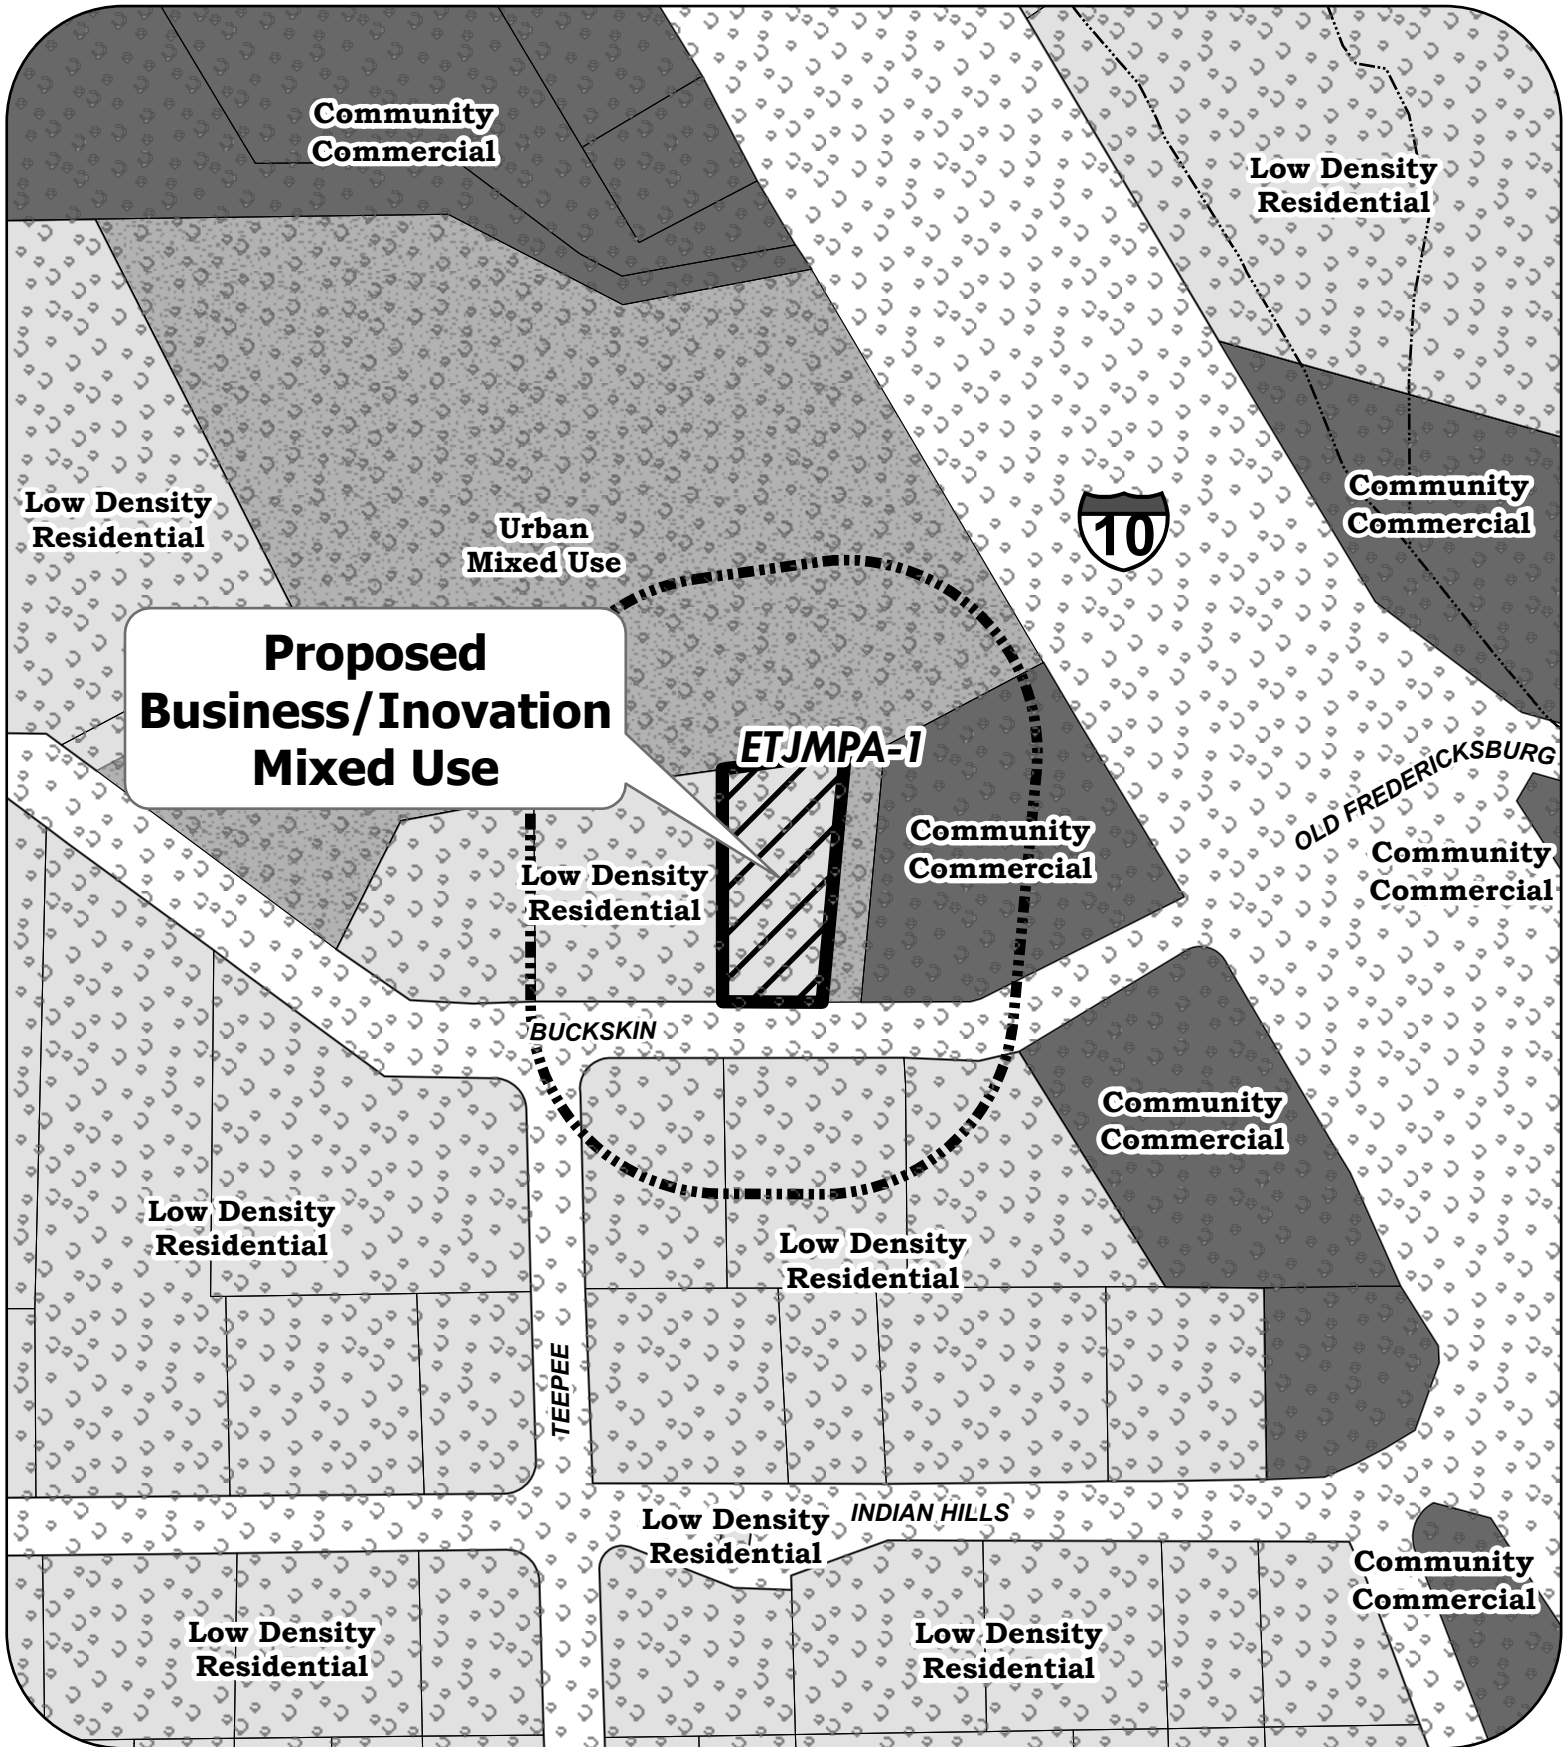 Community
Commercial
Low Density
Residential
Low Density
Residential
Urban
Mixed Use
10
Community
Commercial
Proposed
Business/Inovation
Mixed Use
ETJMPA-1
OLD FREDERICKSBURG
Community
Commercial
Community
Commercial
Low Density
Residential
BUCKSKIN
Community
Commercial
Low Density
Residential
Low Density
Residential
TEEPEE
INDIAN HILLS
Low Density
Residential
Community
Commercial
Low Density
Residential
Low Density
Residential